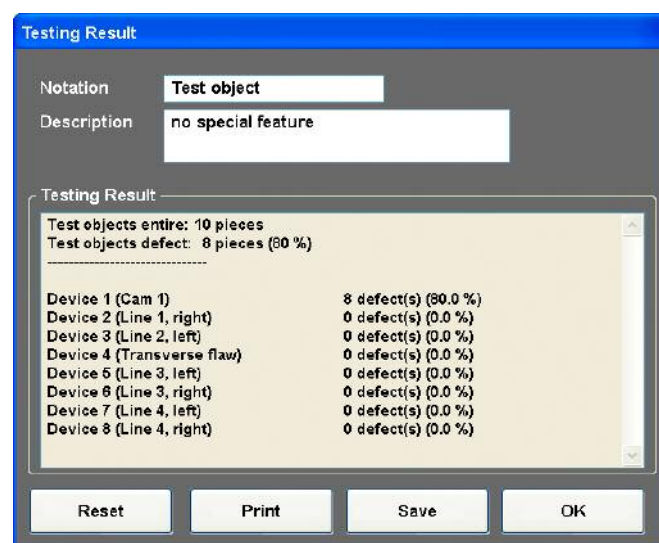 Testing Result
Notation Test object
Description no special feature
Testing Result
Test objects entire: 10 pieces
Test objects defect: 8 pieces (80 %)
-------------------------------
Device 1 (Cam 1) 8 defect(s) (80.0 %)
Device 2 (Line 1, right) 0 defect(s) (0.0 %)
Device 3 (Line 2, left) 0 defect(s) (0.0 %)
Device 4 (Transverse flaw) 0 defect(s) (0.0 %)
Device 5 (Line 3, left) 0 defect(s) (0.0 %)
Device 6 (Line 3, right) 0 defect(s) (0.0 %)
Device 7 (Line 4, left) 0 defect(s) (0.0 %)
Device 8 (Line 4, right) 0 defect(s) (0.0 %)
Reset Print Save OK